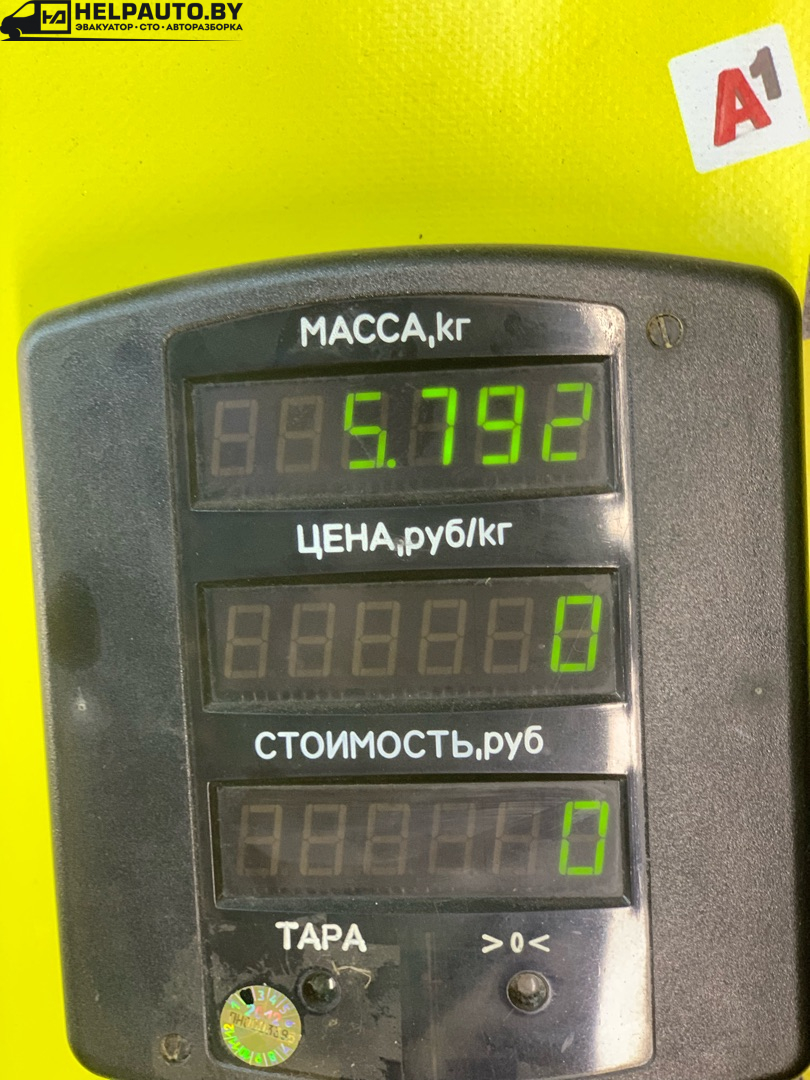 HELPAUTO.BY
ЭВАКУАТОР • СТО • АВТОРАЗБОРКА
A1
МАССА,кг
5.792
ЦЕНА,руб/кг
0
СТОИМОСТЬ,руб
0
ТАРА
>0<